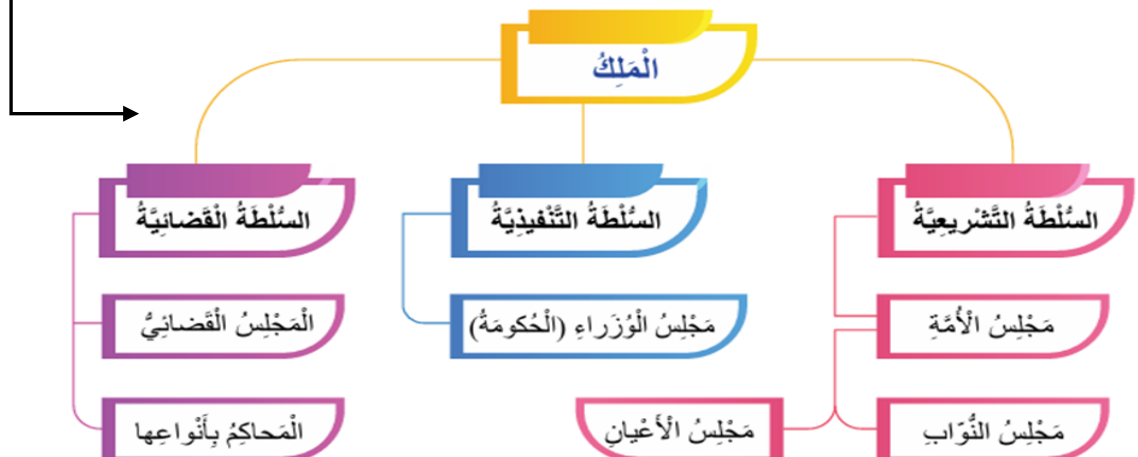 الْمَلِكُ
السُّلْطَةُ التَّشْريعِيَّةُ
السُّلْطَةُ التَّنْفيذِيَّةُ
السُّلْطَةُ الْقَضائِيَّةُ
مَجْلِسُ الْأُمَّةِ
مَجْلِسُ الْوُزَراءِ (الْحُكومَةُ)
الْمَجْلِسُ الْقَضائِيُّ
مَجْلِسُ النُّوّابِ
مَجْلِسُ الْأَعْيانِ
الْمَحاكِمُ بِأَنْواعِها